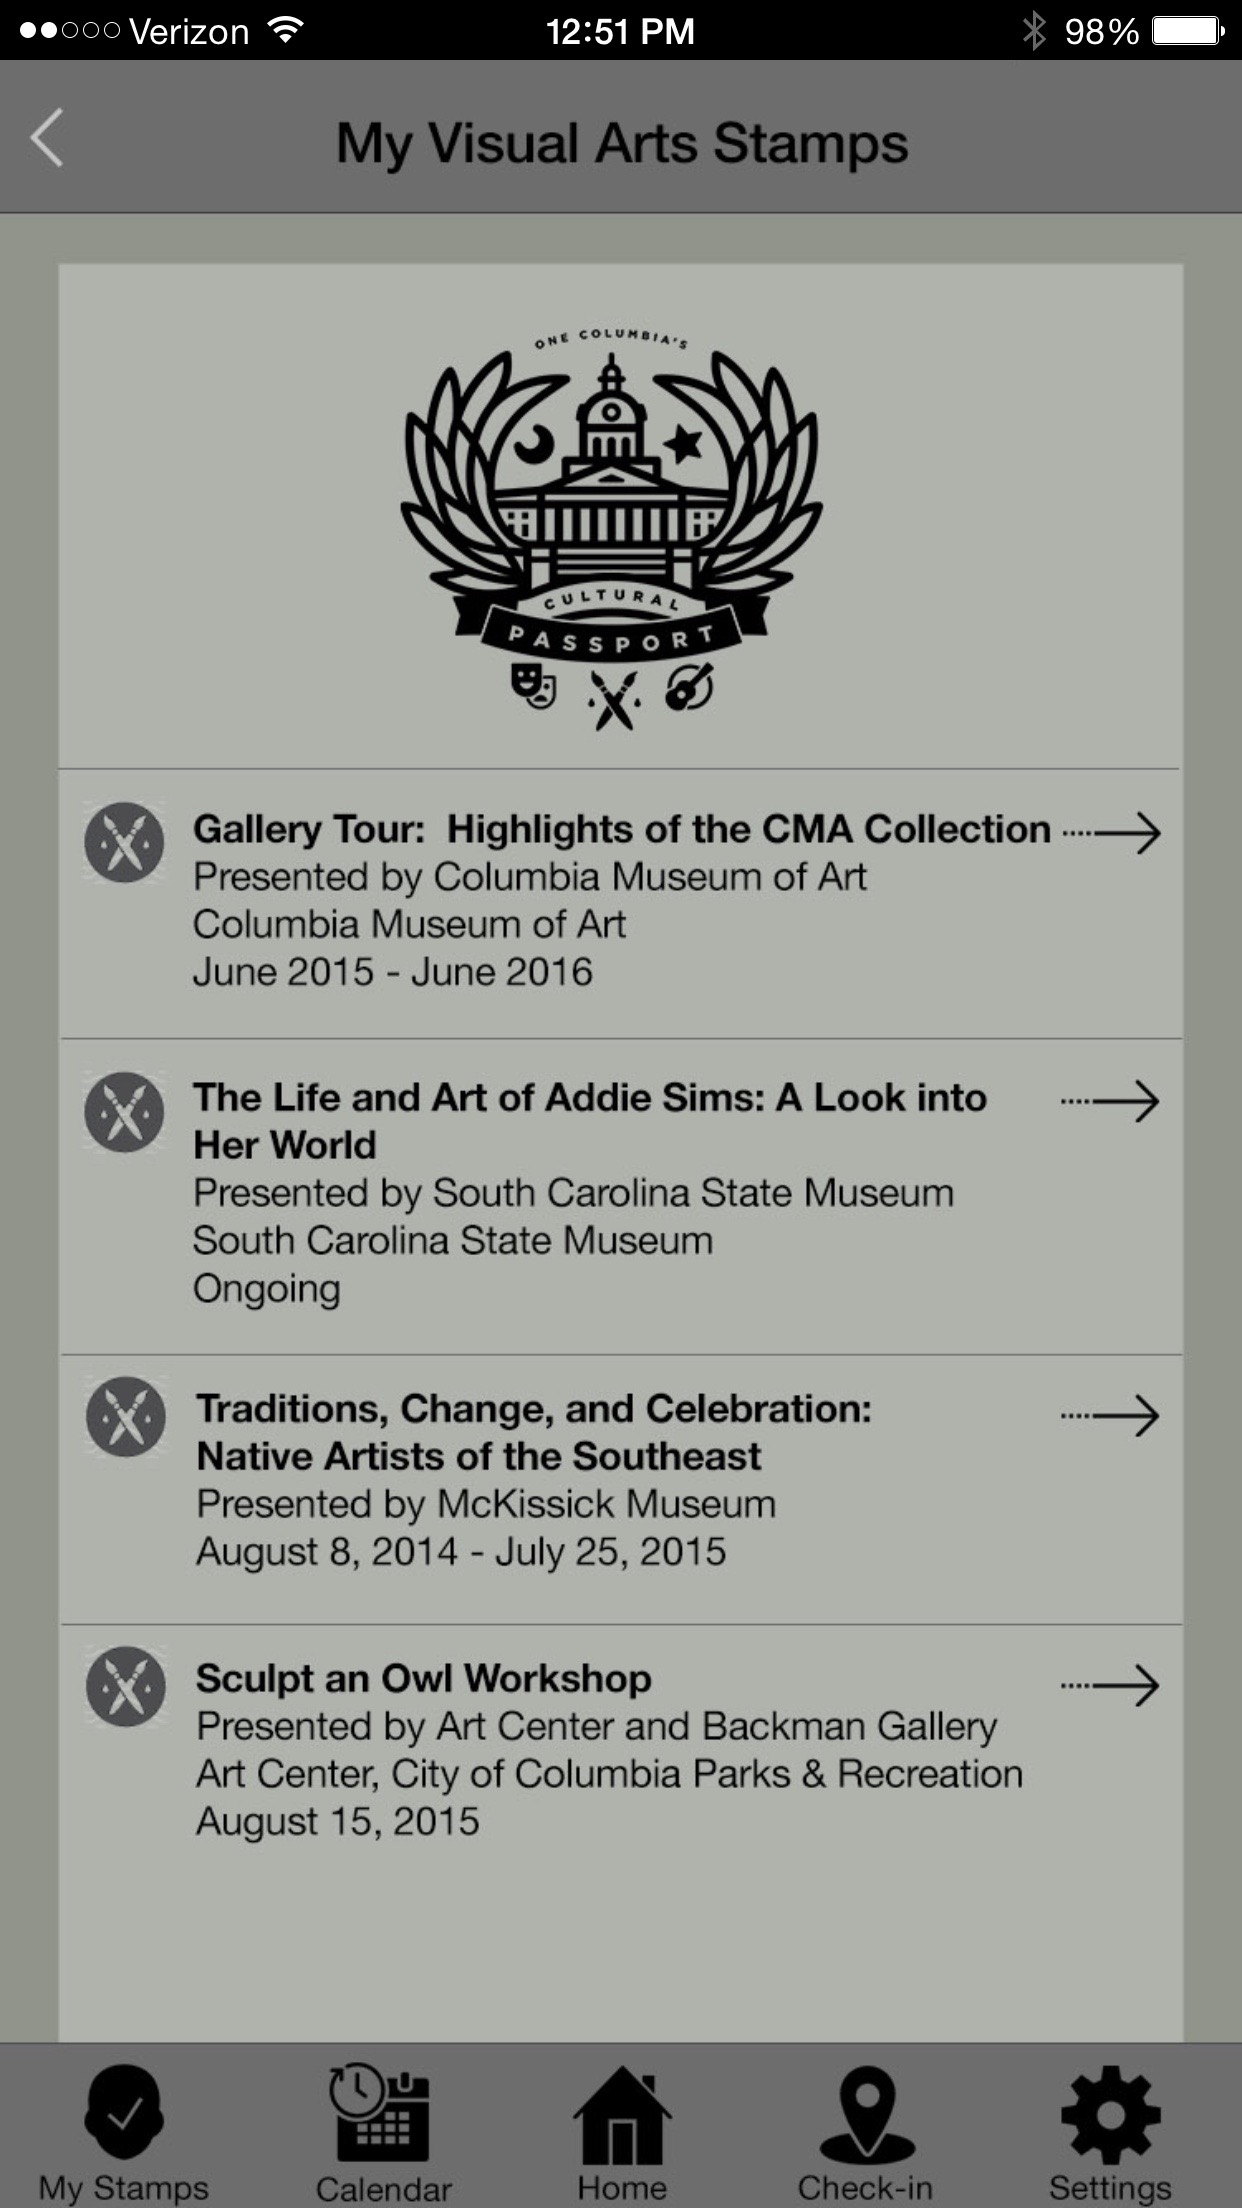 Verizon 12:51 PM 98%
My Visual Arts Stamps
ONE COLUMBIA'S
CULTURAL
PASSPORT
Gallery Tour:  Highlights of the CMA Collection
Presented by Columbia Museum of Art
Columbia Museum of Art
June 2015 - June 2016
The Life and Art of Addie Sims: A Look into
Her World
Presented by South Carolina State Museum
South Carolina State Museum
Ongoing
Traditions, Change, and Celebration:
Native Artists of the Southeast
Presented by McKissick Museum
August 8, 2014 - July 25, 2015
Sculpt an Owl Workshop
Presented by Art Center and Backman Gallery
Art Center, City of Columbia Parks & Recreation
August 15, 2015
My Stamps Calendar Home Check-in Settings